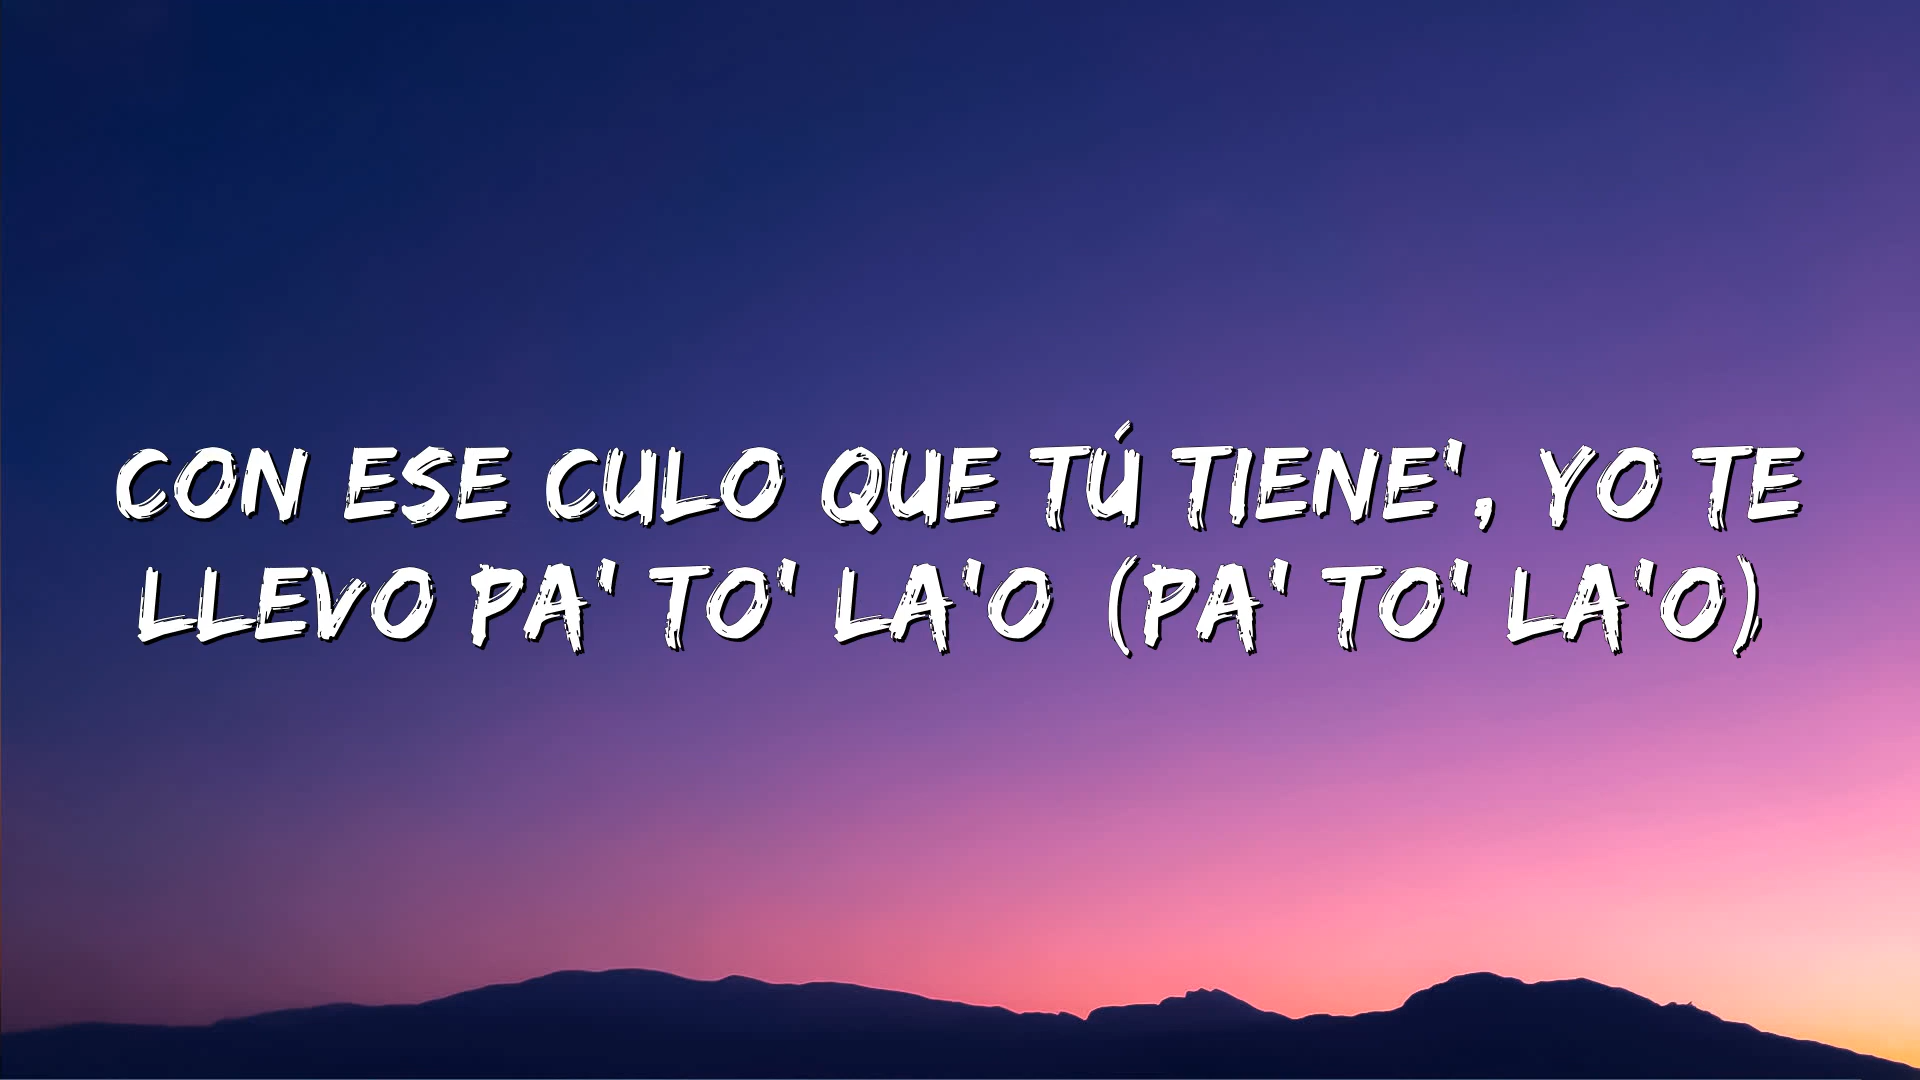 CON ESE CULO QUE TÚ TIENE', YO TE
LLEVO PA' TO' LA'O (PA' TO' LA'O)